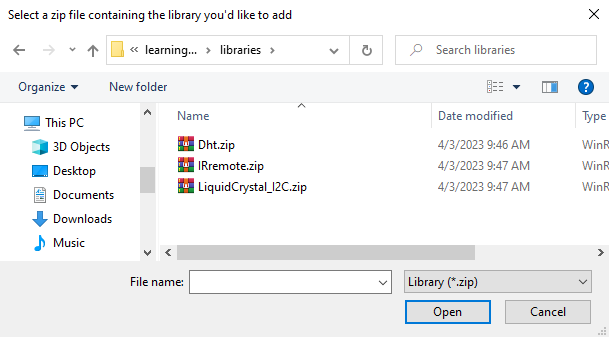 Select a zip file containing the library you'd like to add
« learning... > libraries >
Search libraries
Organize
New folder
?
This PC
3D Objects
Desktop
Documents
Downloads
Music
Name Date modified Type
Dht.zip 4/3/2023 9:46 AM WinR
IRremote.zip 4/3/2023 9:47 AM WinR
LiquidCrystal_I2C.zip 4/3/2023 9:47 AM WinR
File name:
Library (*.zip)
Open
Cancel